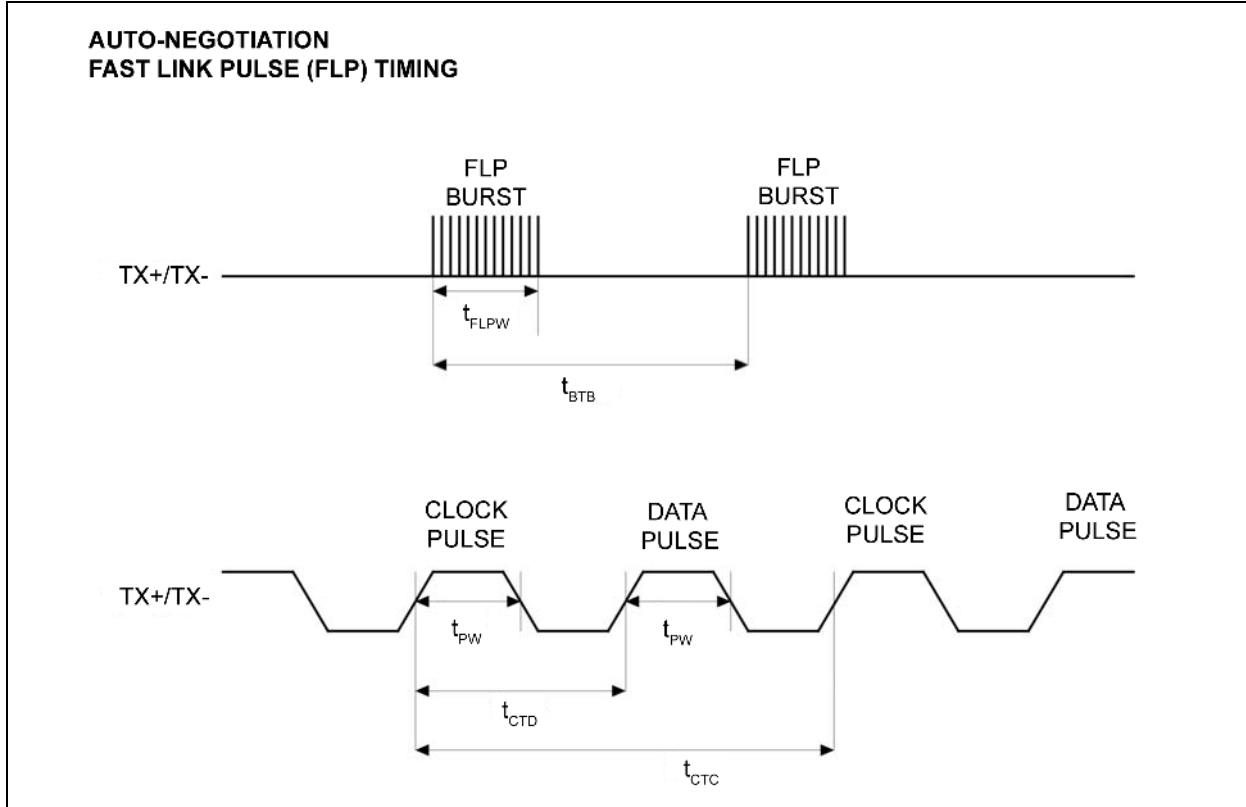 AUTO-NEGOTIATION
FAST LINK PULSE (FLP) TIMING
FLP
BURST
FLP
BURST
TX+/TX-
tFLPW
tBTB
CLOCK
PULSE
DATA
PULSE
CLOCK
PULSE
DATA
PULSE
TX+/TX-
tPW
tPW
tCTD
tCTC